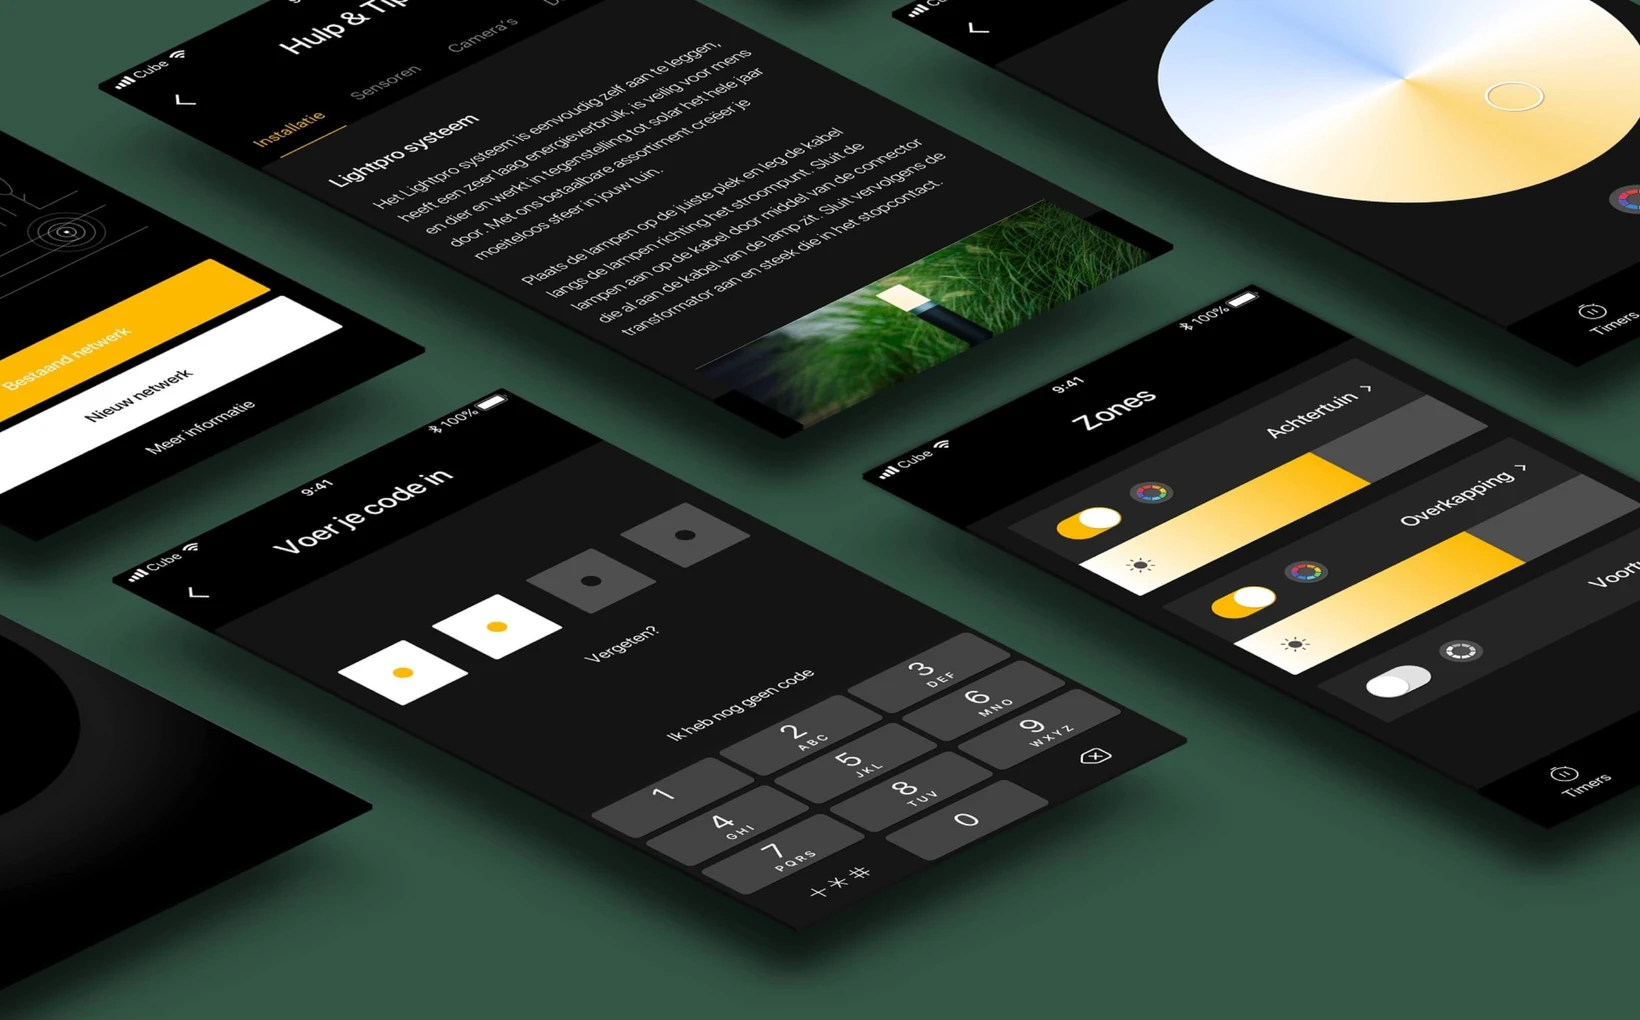 Cube
Hulp & Tip
Installatie
Sensoren
Camera's
Lightpro systeem
Het Lightpro systeem is eenvoudig zelf aan te leggen,
heeft een zeer laag energieverbruik, is veilig voor mens
en dier en werkt in tegenstelling tot solar het hele jaar
door. Met ons betaalbare assortiment creëer je
moeiteloos sfeer in jouw tuin.
Plaats de lampen op de juiste plek en leg de kabel
langs de lampen richting het stroompunt. Sluit de
lampen aan op de kabel door middel van de connector
die al aan de kabel van de lamp zit. Sluit vervolgens de
transformator aan en steek die in het stopcontact.
Timers
Bestaand netwerk
Nieuw netwerk
Meer informatie
Cube
9:41
100%
Voer je code in
Vergeten?
Ik heb nog geen code
1
2
ABC
3
DEF
4
GHI
5
JKL
6
MNO
7
PQRS
8
TUV
9
WXYZ
+*#
0
Cube
9:41
100%
Zones
Achtertuin
Overkapping
Timers